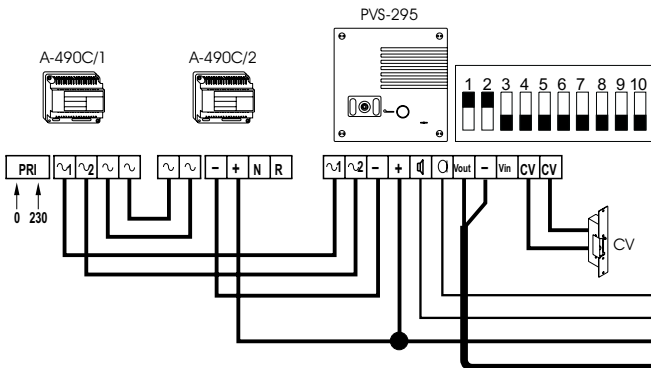 PVS-295
A-490C/1 A-490C/2
1 2 3 4 5 6 7 8 9 10
PRI ~1 ~2 ~ ~ ~ ~ − + N R ~1 ~2 − + Vout − Vin CV CV
0 230
CV